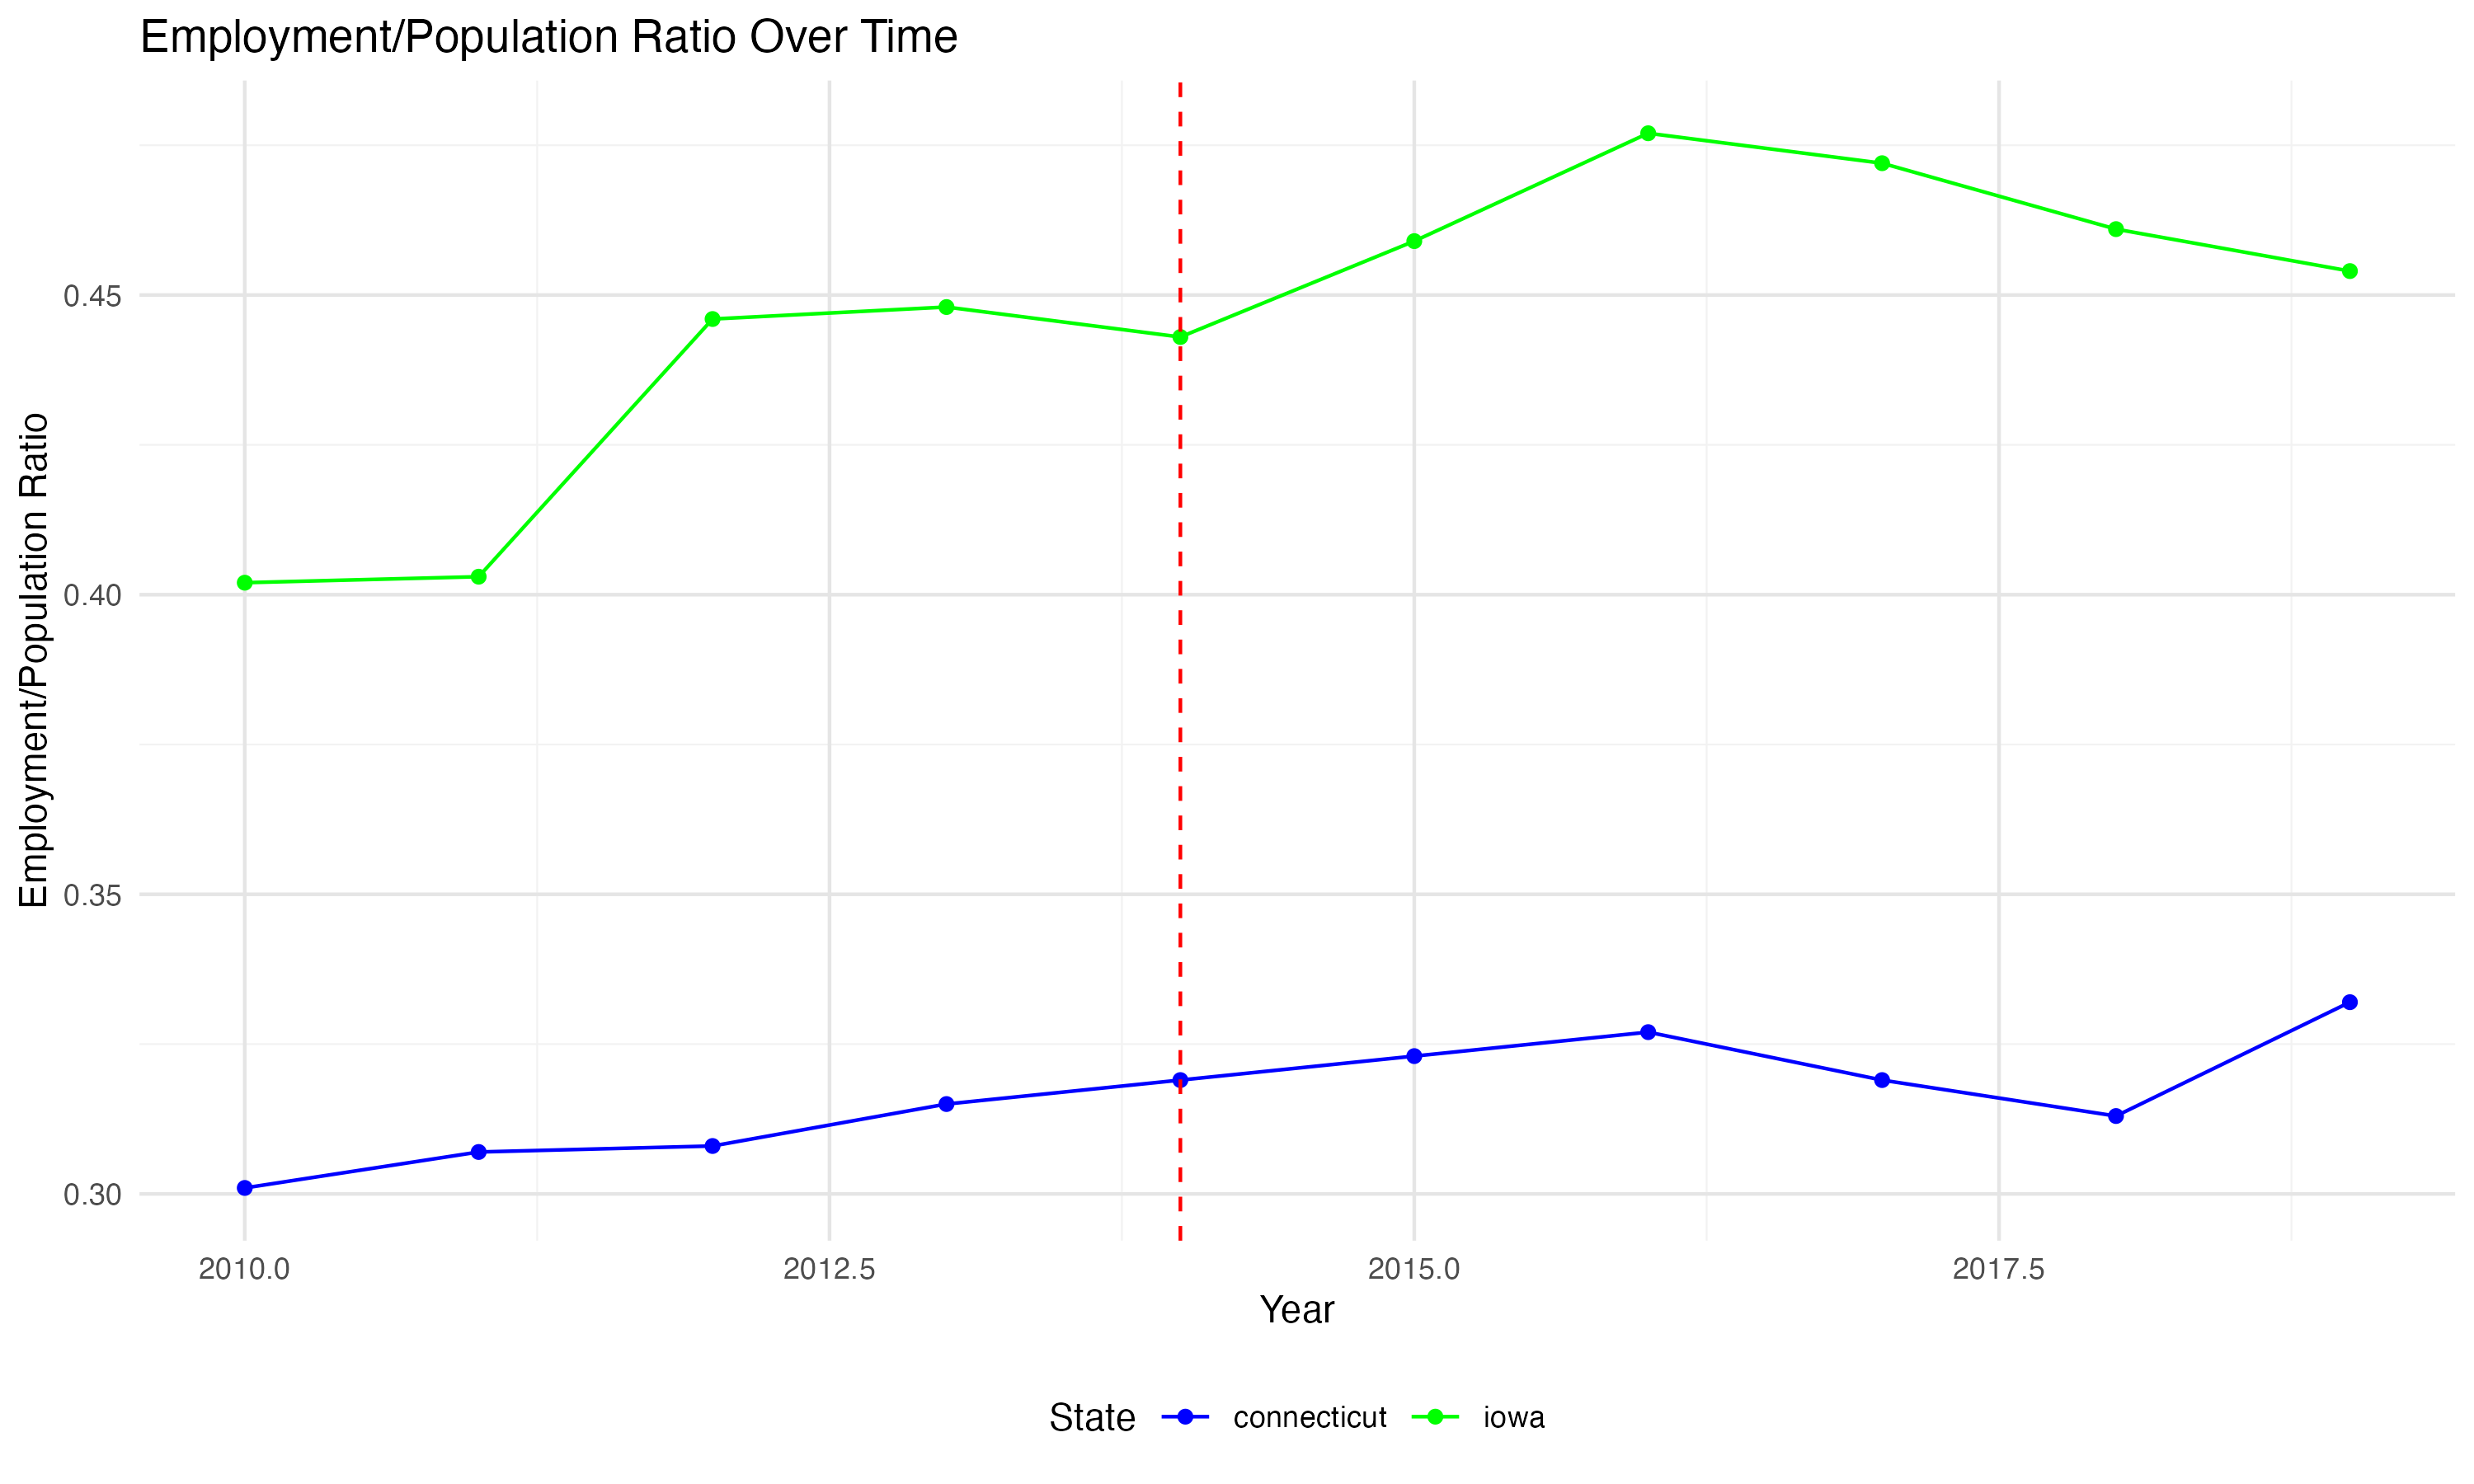 Employment/Population Ratio Over Time
Employment/Population Ratio
0.45
0.40
0.35
0.30
2010.0 2012.5 2015.0 2017.5
Year
State connecticut iowa